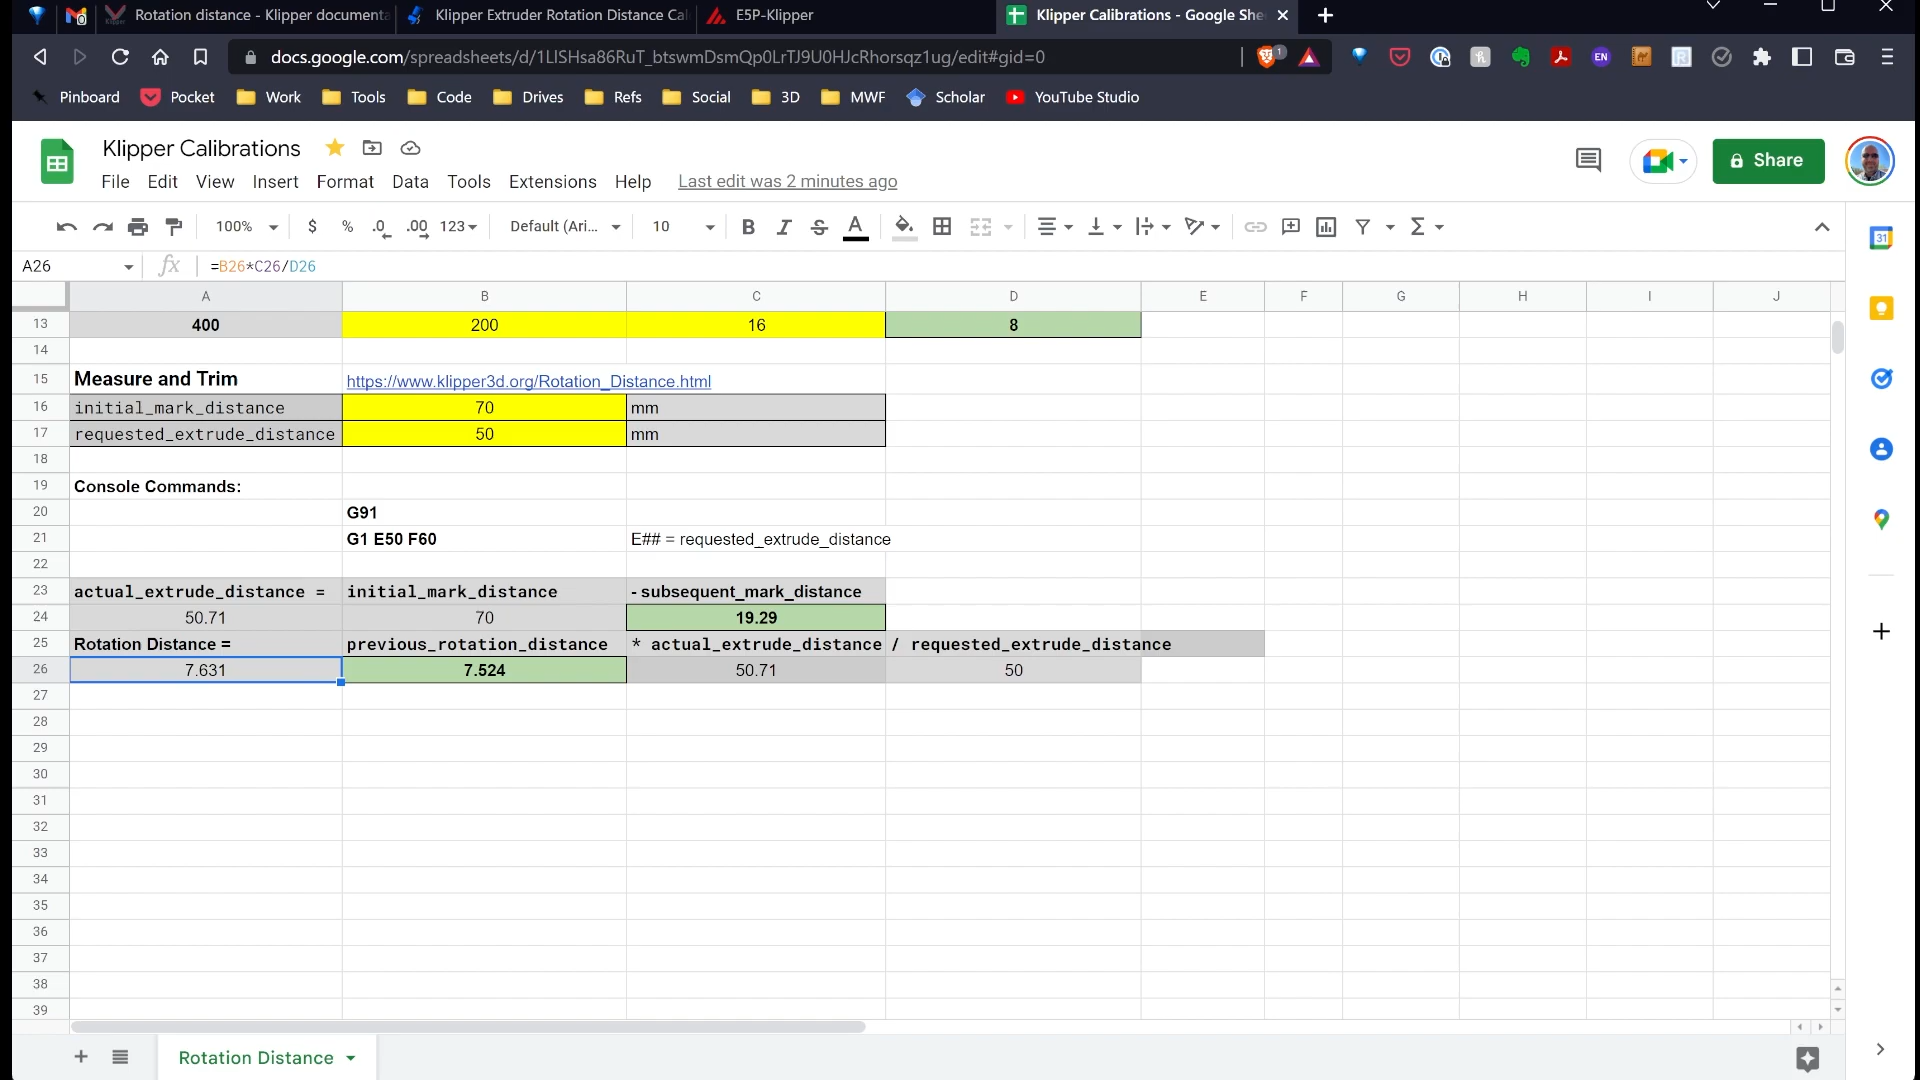 Rotation distance - Klipper documenta
Klipper Extruder Rotation Distance Cal
E5P-Klipper
Klipper Calibrations - Google She
docs.google.com/spreadsheets/d/1LlSHsa86RuT_btswmDsmQp0LrTJ9U0HJcRhorsqz1ug/edit#gid=0
1
EN
Pinboard
Pocket
Work
Tools
Code
Drives
Refs
Social
3D
MWF
Scholar
YouTube Studio
Klipper Calibrations
Share
File Edit View Insert Format Data Tools Extensions Help Last edit was 2 minutes ago
100% $ % .0 .00 123 Default (Ari... 10 B I S A
31
A26 fx =B26*C26/D26
A B C D E F G H I J
13 400 200 16 8
14
15 Measure and Trim https://www.klipper3d.org/Rotation_Distance.html
16 initial_mark_distance 70 mm
17 requested_extrude_distance 50 mm
18
19 Console Commands:
20 G91
21 G1 E50 F60 E## = requested_extrude_distance
22
23 actual_extrude_distance = initial_mark_distance - subsequent_mark_distance
24 50.71 70 19.29
25 Rotation Distance = previous_rotation_distance * actual_extrude_distance / requested_extrude_distance
26 7.631 7.524 50.71 50
27
28
29
30
31
32
33
34
35
36
37
38
39
Rotation Distance